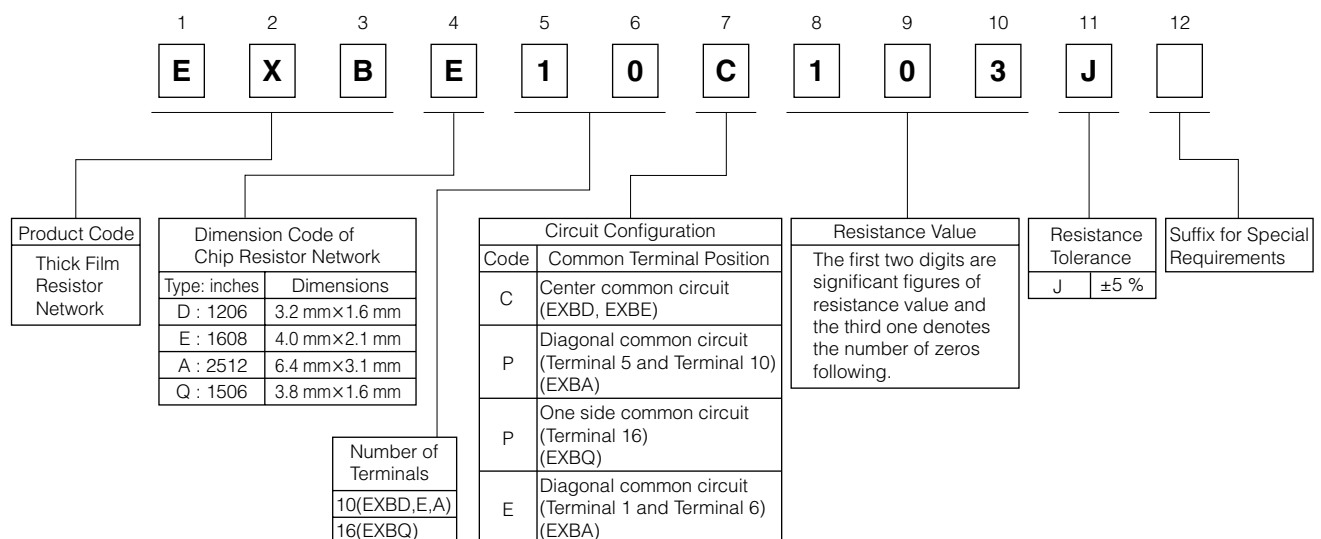 1 2 3 4 5 6 7 8 9 10 11 12
E X B E 1 0 C 1 0 3 J
Product Code
Thick Film
Resistor
Network
Dimension Code of
Chip Resistor Network
Type: inches Dimensions
D : 1206 3.2 mm×1.6 mm
E : 1608 4.0 mm×2.1 mm
A : 2512 6.4 mm×3.1 mm
Q : 1506 3.8 mm×1.6 mm
Number of
Terminals
10(EXBD,E,A)
16(EXBQ)
Circuit Configuration
Code Common Terminal Position
C Center common circuit
(EXBD, EXBE)
P Diagonal common circuit
(Terminal 5 and Terminal 10)
(EXBA)
P One side common circuit
(Terminal 16)
(EXBQ)
E Diagonal common circuit
(Terminal 1 and Terminal 6)
(EXBA)
Resistance Value
The first two digits are
significant figures of
resistance value and
the third one denotes
the number of zeros
following.
Resistance
Tolerance
J ±5 %
Suffix for Special
Requirements